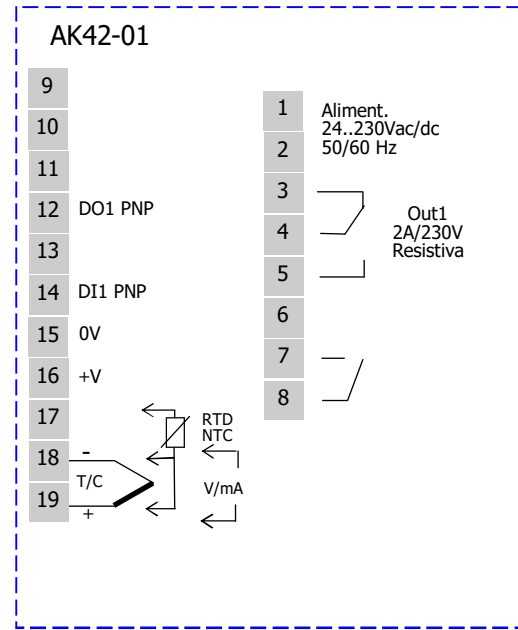 AK42-01
9
10
11
12 DO1 PNP
13
14 DI1 PNP
15 0V
16 +V
17
18 -
T/C
19 +
RTD
NTC
V/mA
1
2
Aliment.
24..230Vac/dc
50/60 Hz
3
4
5
Out1
2A/230V
Resistiva
6
7
8